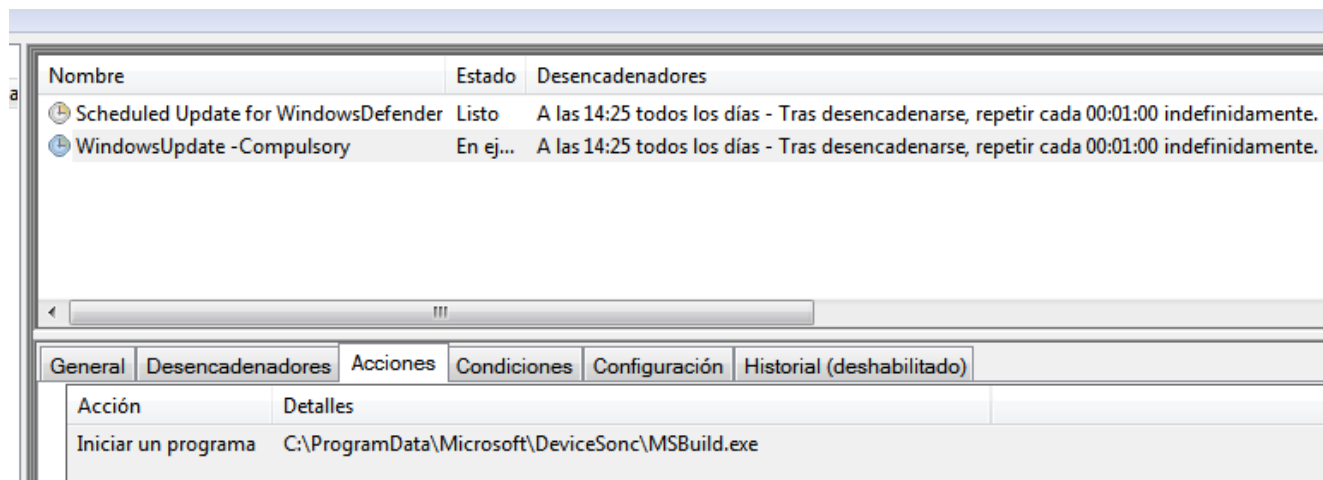 Nombre Estado Desencadenadores
a
Scheduled Update for WindowsDefender Listo A las 14:25 todos los días - Tras desencadenarse, repetir cada 00:01:00 indefinidamente.
WindowsUpdate -Compulsory En ej... A las 14:25 todos los días - Tras desencadenarse, repetir cada 00:01:00 indefinidamente.
General Desencadenadores Acciones Condiciones Configuración Historial (deshabilitado)
Acción Detalles
Iniciar un programa C:\ProgramData\Microsoft\DeviceSonc\MSBuild.exe